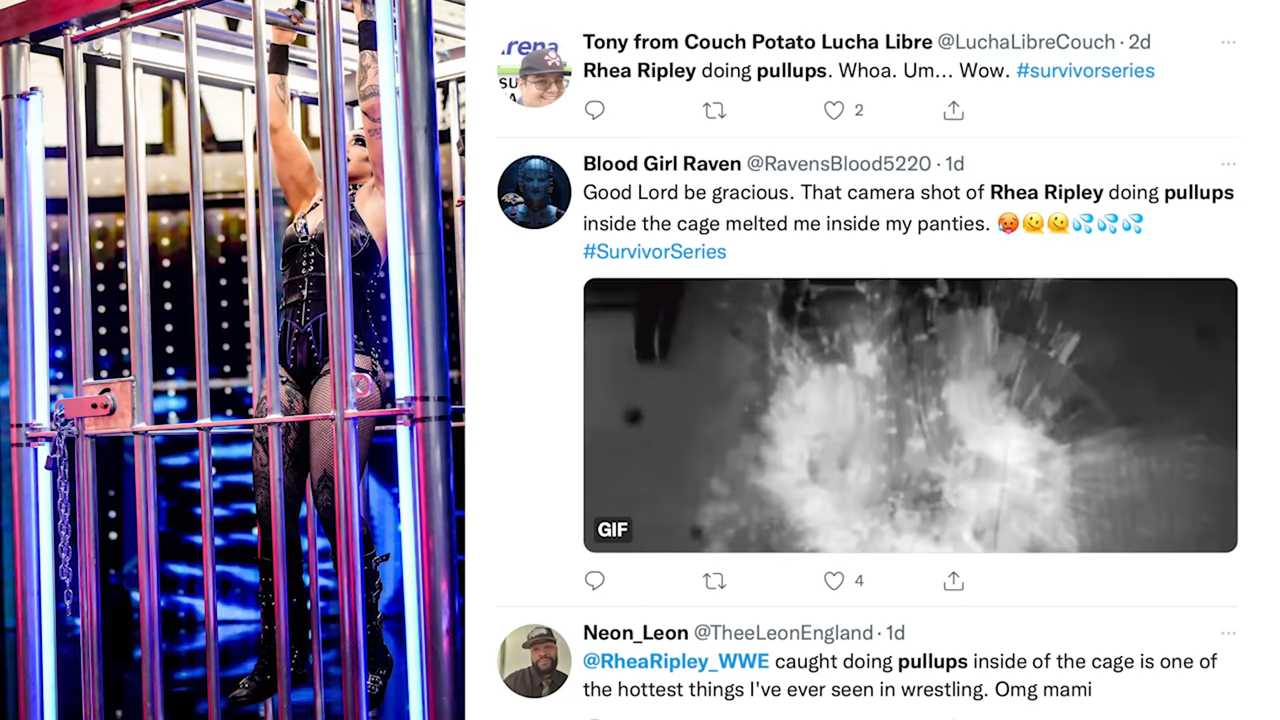 Tony from Couch Potato Lucha Libre @LuchaLibreCouch · 2d
Rhea Ripley doing pullups. Whoa. Um... Wow. #survivorseries
2
Blood Girl Raven @RavensBlood5220 · 1d
Good Lord be gracious. That camera shot of Rhea Ripley doing pullups
inside the cage melted me inside my panties. 🥵🫠🫠💦💦💦
#SurvivorSeries
GIF
4
Neon_Leon @TheeLeonEngland · 1d
@RheaRipley_WWE caught doing pullups inside of the cage is one of
the hottest things I've ever seen in wrestling. Omg mami